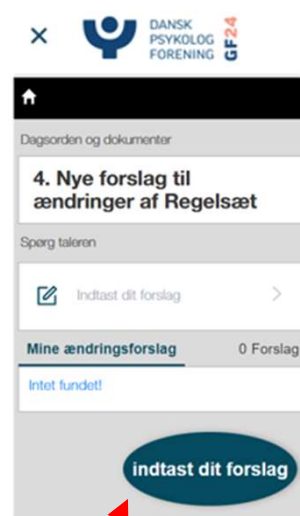 DANSK
PSYKOLOG
FORENING
GF24
Dagsorden og dokumenter
4. Nye forslag til
ændringer af Regelsæt
Spørg taleren
Indtast dit forslag
Mine ændringsforslag 0 Forslag
Intet fundet!
indtast dit forslag